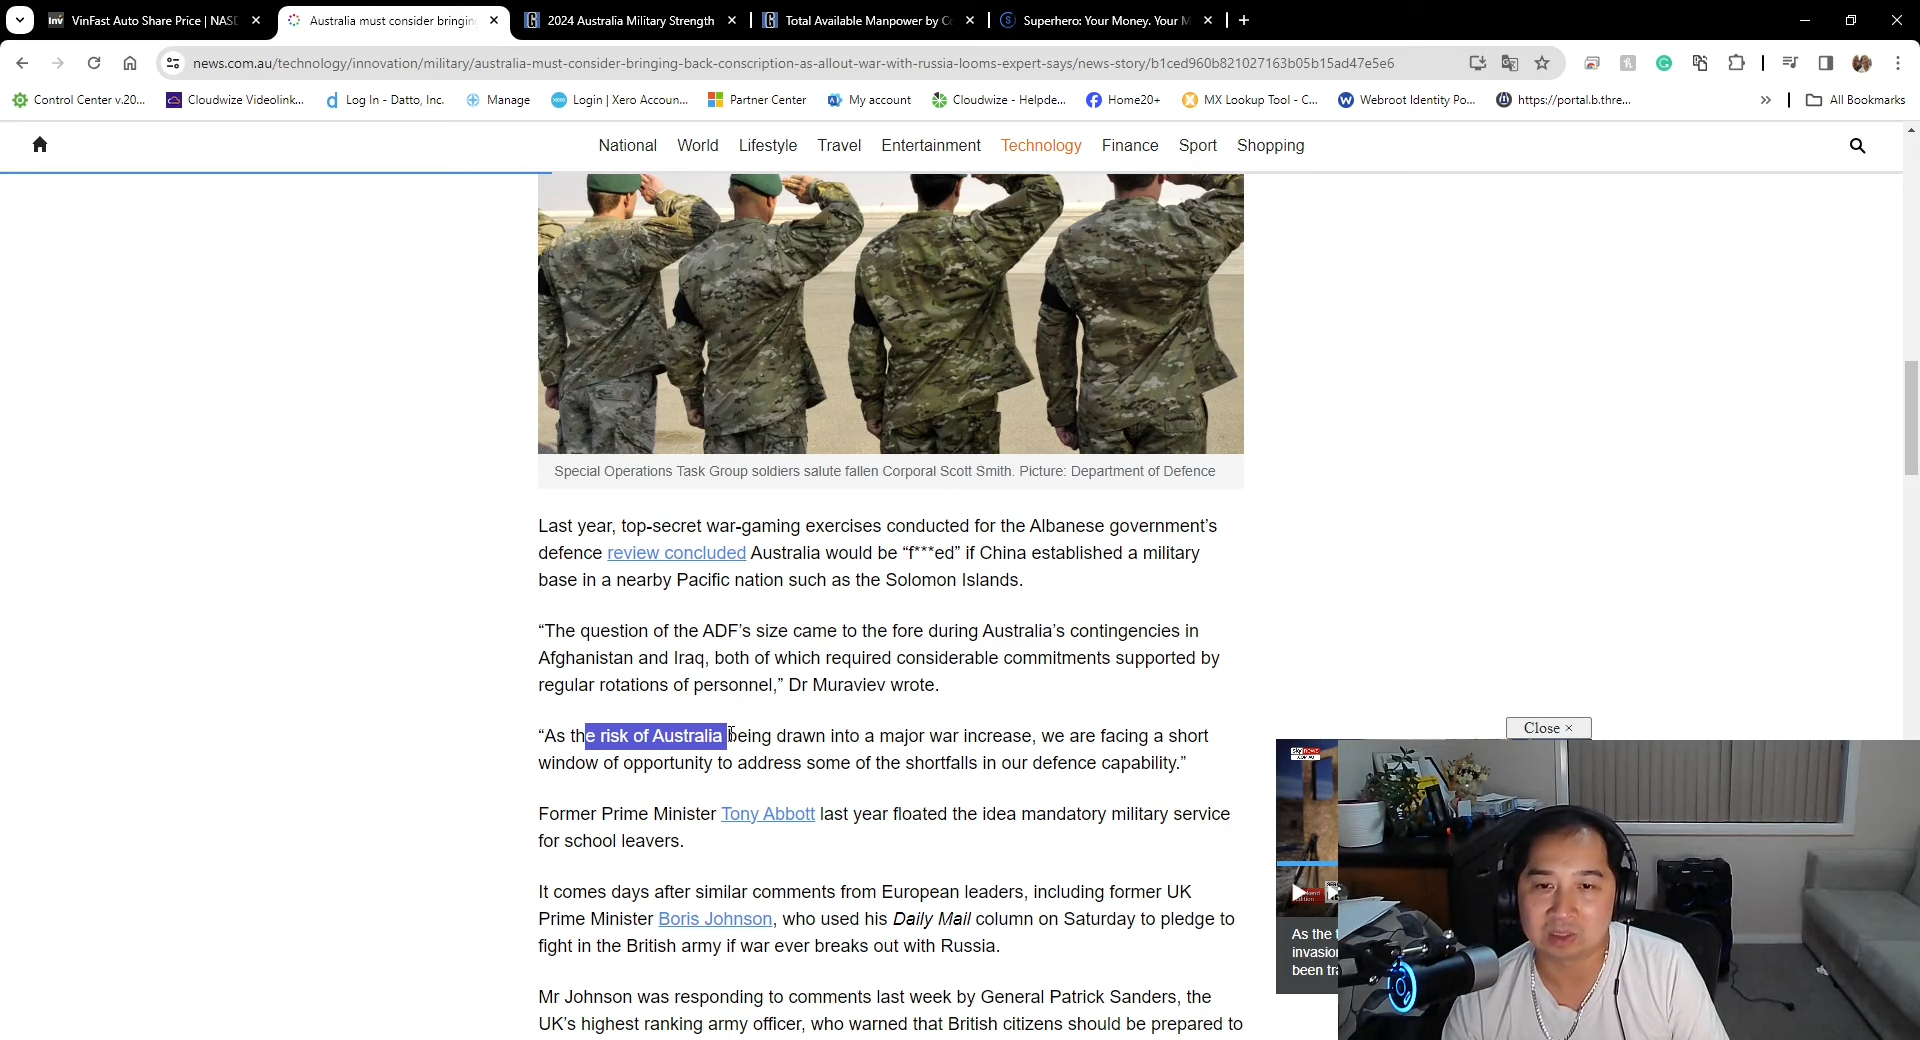 VinFast Auto Share Price | NASD
Australia must consider bringing
2024 Australia Military Strength
Total Available Manpower by Co
Superhero: Your Money. Your M
news.com.au/technology/innovation/military/australia-must-consider-bringing-back-conscription-as-allout-war-with-russia-looms-expert-says/news-story/b1ced960b821027163b05b15ad47e5e6
Control Center v.20...
Cloudwize Videolink...
Log In - Datto, Inc.
Manage
Login | Xero Accoun...
Partner Center
My account
Cloudwize - Helpde...
Home20+
MX Lookup Tool - C...
Webroot Identity Po...
https://portal.b.thre...
All Bookmarks
National World Lifestyle Travel Entertainment Technology Finance Sport Shopping
Special Operations Task Group soldiers salute fallen Corporal Scott Smith. Picture: Department of Defence
Last year, top-secret war-gaming exercises conducted for the Albanese government’s
defence review concluded Australia would be “f***ed” if China established a military
base in a nearby Pacific nation such as the Solomon Islands.
“The question of the ADF’s size came to the fore during Australia’s contingencies in
Afghanistan and Iraq, both of which required considerable commitments supported by
regular rotations of personnel,” Dr Muraviev wrote.
“As the risk of Australia being drawn into a major war increase, we are facing a short
window of opportunity to address some of the shortfalls in our defence capability.”
Former Prime Minister Tony Abbott last year floated the idea mandatory military service
for school leavers.
It comes days after similar comments from European leaders, including former UK
Prime Minister Boris Johnson, who used his Daily Mail column on Saturday to pledge to
fight in the British army if war ever breaks out with Russia.
Mr Johnson was responding to comments last week by General Patrick Sanders, the
UK’s highest ranking army officer, who warned that British citizens should be prepared to
Close ×
sky news
.COM.AU
As the
invasio
been tra